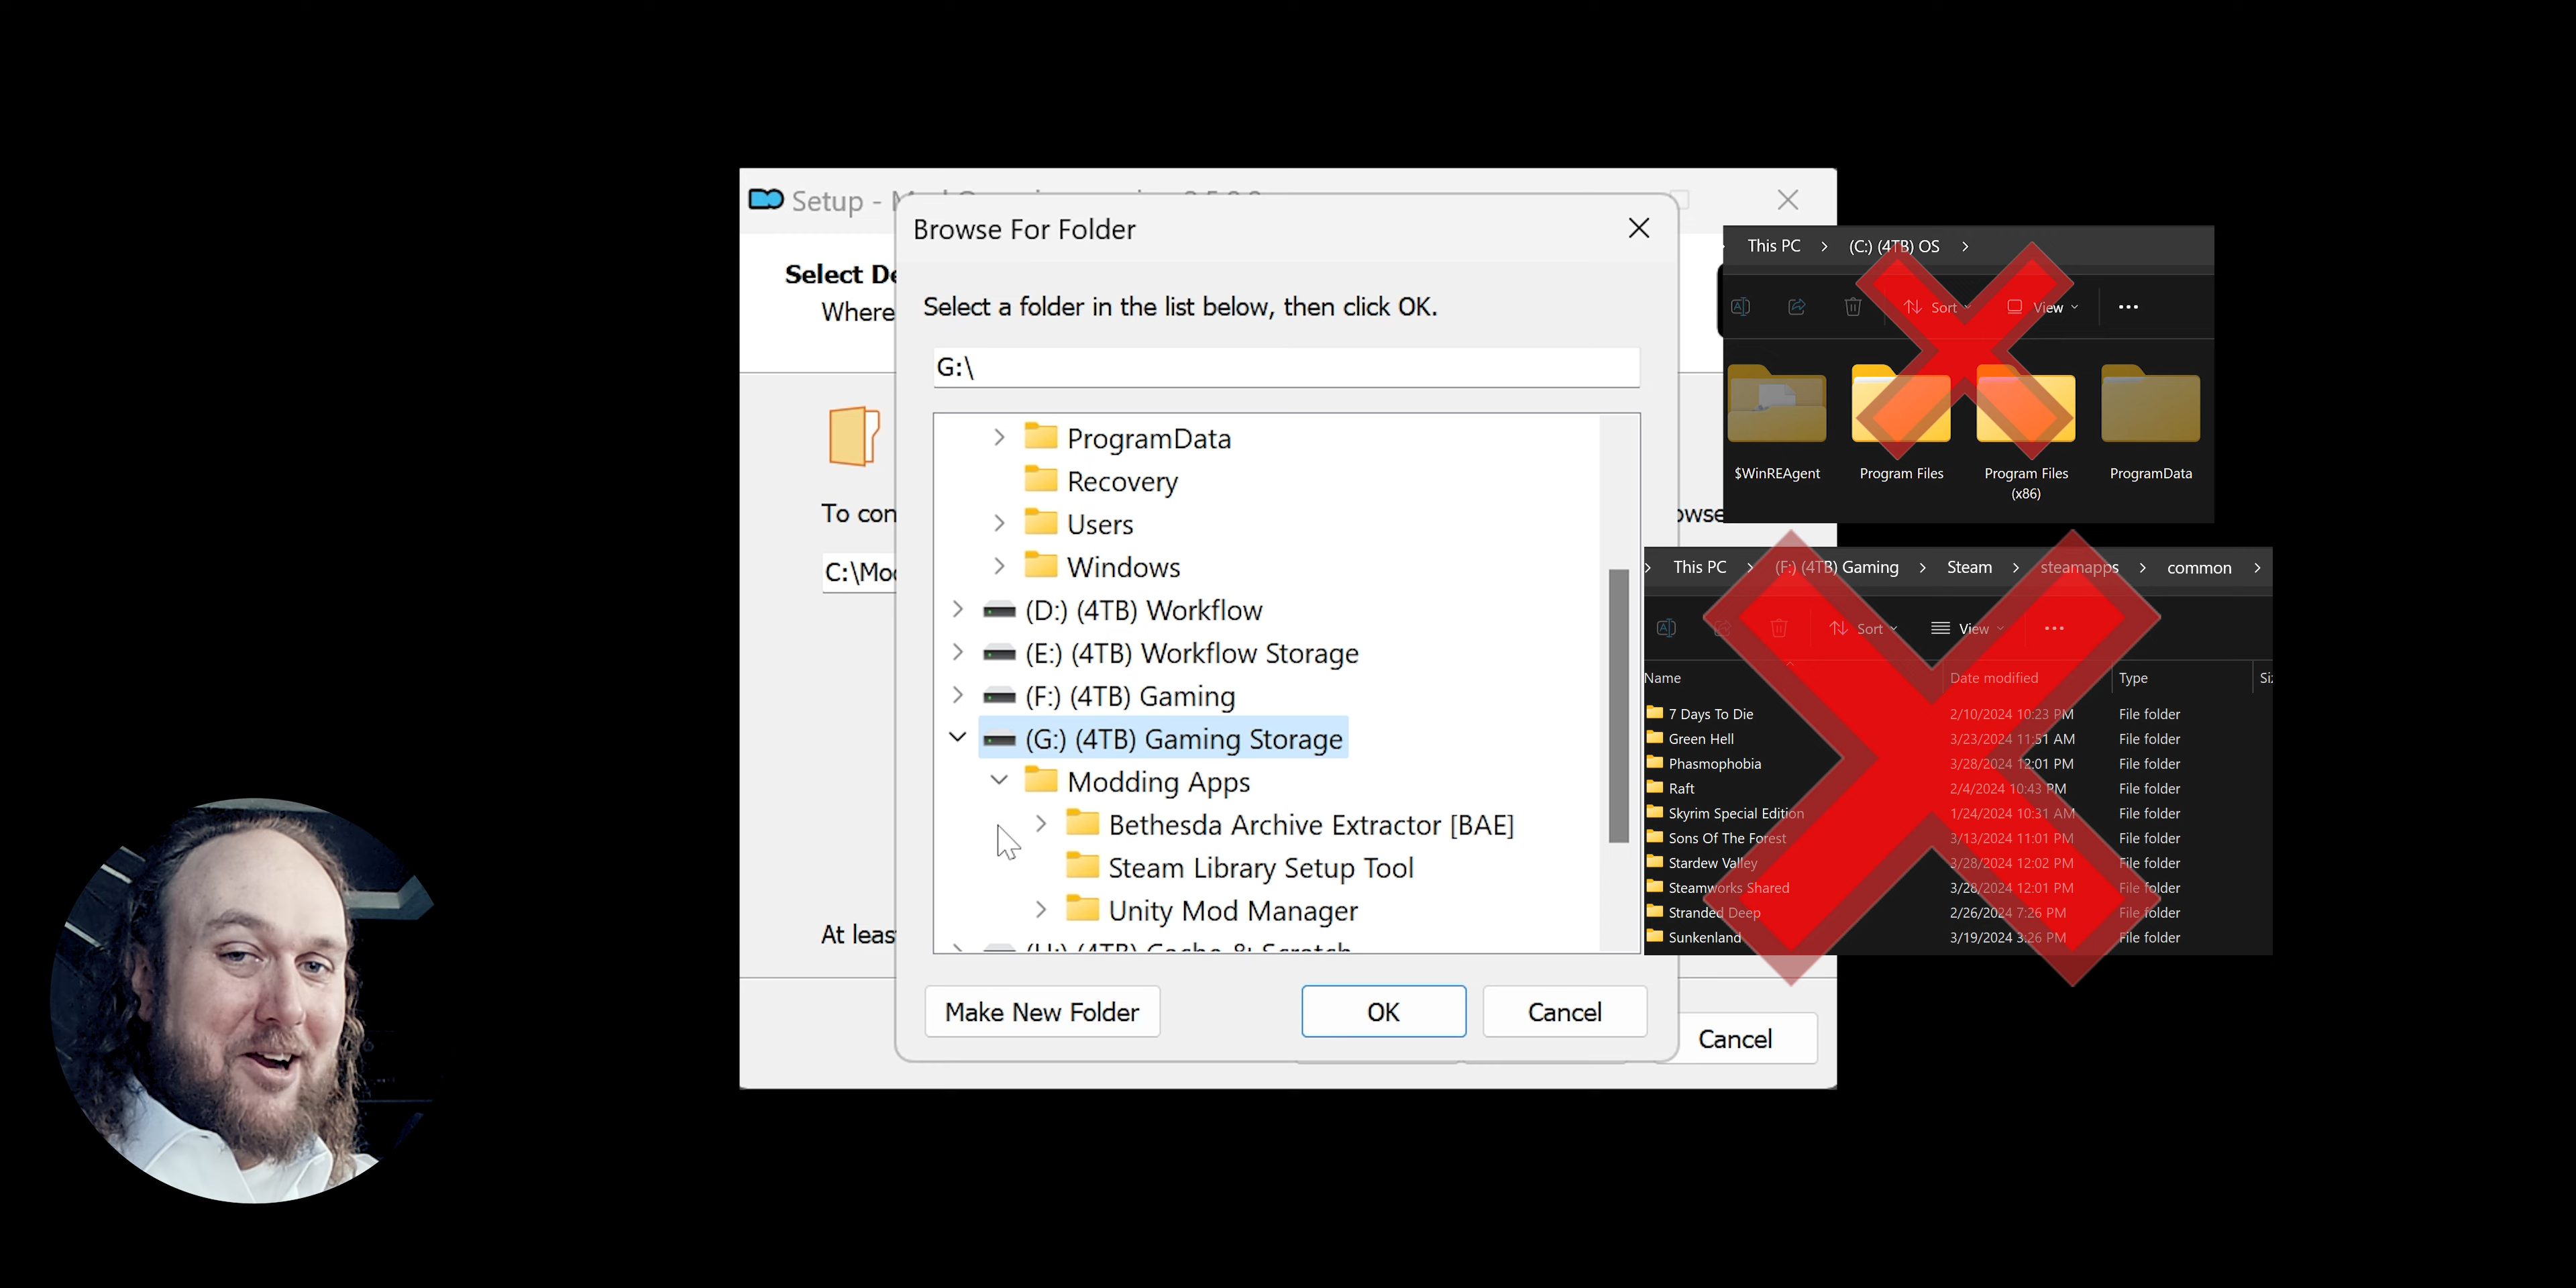 Setup -
Browse For Folder
Select De
Where
Select a folder in the list below, then click OK.
G:\
ProgramData
Recovery
Users
Windows
(D:) (4TB) Workflow
(E:) (4TB) Workflow Storage
(F:) (4TB) Gaming
(G:) (4TB) Gaming Storage
Modding Apps
Bethesda Archive Extractor [BAE]
Steam Library Setup Tool
Unity Mod Manager
(H:) (4TB) Cache & Scratch
To con
C:\Mod
At leas
Make New Folder
OK
Cancel
Cancel
This PC > (C:) (4TB) OS >
Sort
View
$WinREAgent
Program Files
Program Files
(x86)
ProgramData
owse
This PC > (F:) (4TB) Gaming > Steam > steamapps > common >
Sort
View
Name Date modified Type Siz
7 Days To Die 2/10/2024 10:23 PM File folder
Green Hell 3/23/2024 11:51 AM File folder
Phasmophobia 3/28/2024 12:01 PM File folder
Raft 2/4/2024 10:43 PM File folder
Skyrim Special Edition 1/24/2024 10:31 AM File folder
Sons Of The Forest 3/13/2024 11:01 PM File folder
Stardew Valley 3/28/2024 12:02 PM File folder
Steamworks Shared 3/28/2024 12:01 PM File folder
Stranded Deep 2/26/2024 7:26 PM File folder
Sunkenland 3/19/2024 3:26 PM File folder